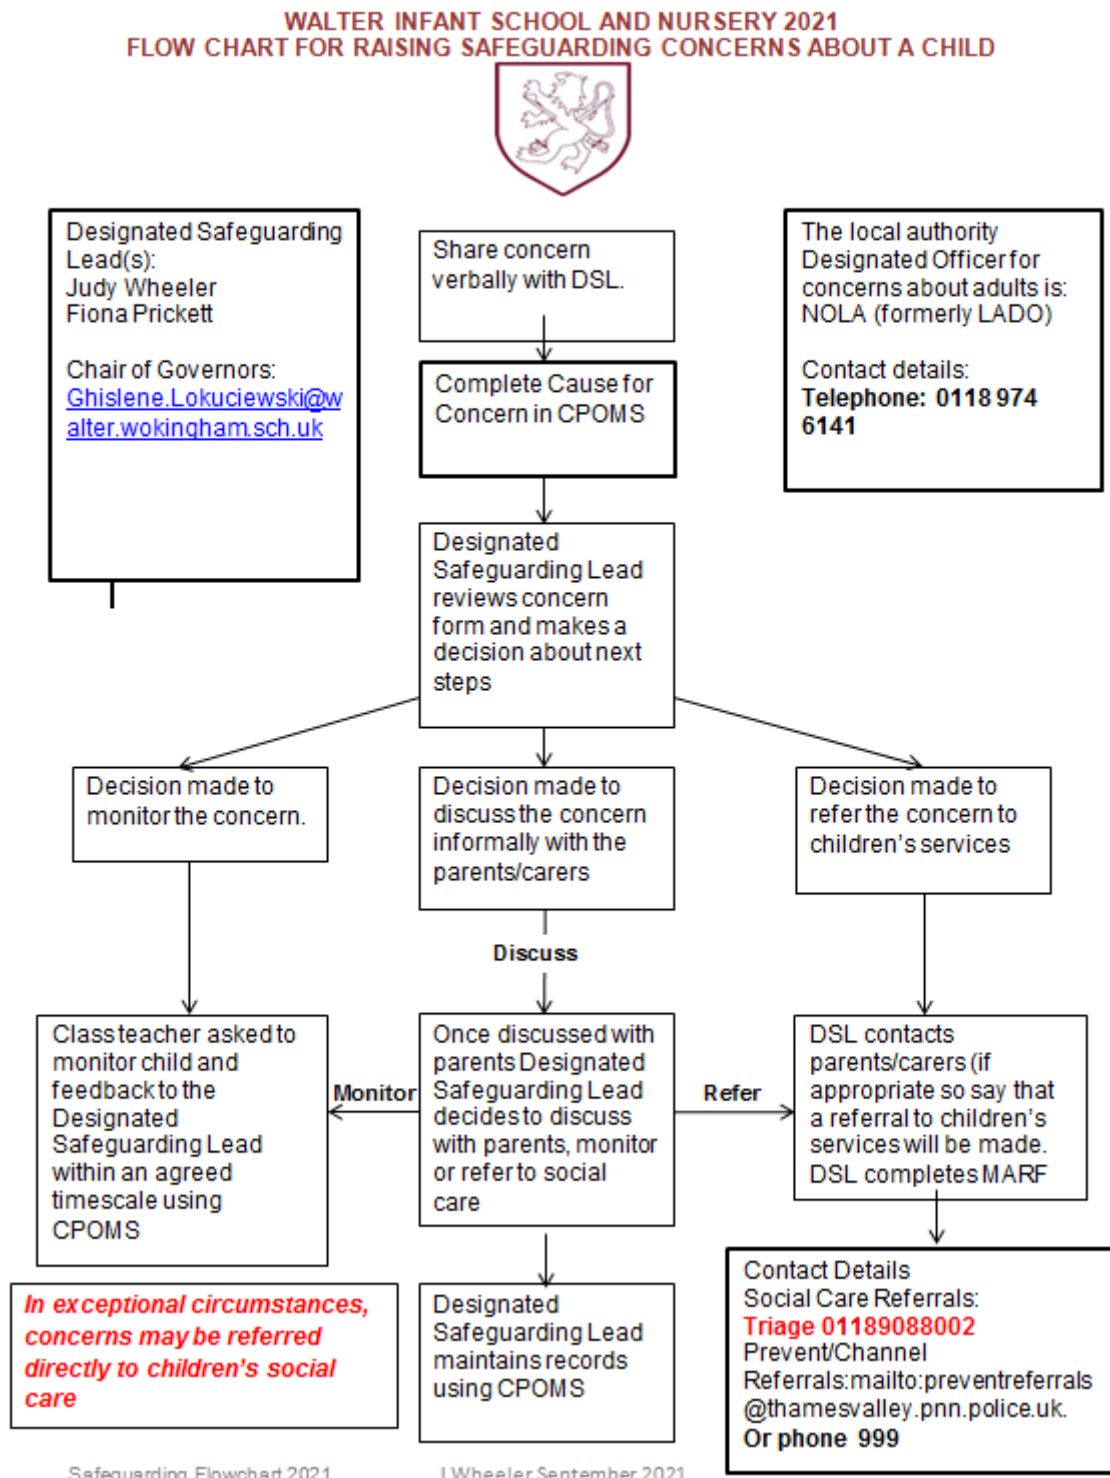 WALTER INFANT SCHOOL AND NURSERY 2021
FLOW CHART FOR RAISING SAFEGUARDING CONCERNS ABOUT A CHILD
Designated Safeguarding
Lead(s):
Judy Wheeler
Fiona Prickett
Chair of Governors:
Ghislene.Lokuciewski@w
alter.wokingham.sch.uk
Share concern
verbally with DSL.
The local authority
Designated Officer for
concerns about adults is:
NOLA (formerly LADO)
Contact details:
Telephone: 0118 974
6141
Complete Cause for
Concern in CPOMS
Designated
Safeguarding Lead
reviews concern
form and makes a
decision about next
steps
Decision made to
monitor the concern.
Decision made to
discuss the concern
informally with the
parents/carers
Decision made to
refer the concern to
children's services
Discuss
Class teacher asked to
monitor child and
feedback to the
Designated
Safeguarding Lead
within an agreed
timescale using
CPOMS
Monitor
Once discussed with
parents Designated
Safeguarding Lead
decides to discuss
with parents, monitor
or refer to social
care
Refer
DSL contacts
parents/carers (if
appropriate so say that
a referral to children's
services will be made.
DSL completes MARF
In exceptional circumstances,
concerns may be referred
directly to children's social
care
Designated
Safeguarding Lead
maintains records
using CPOMS
Contact Details
Social Care Referrals:
Triage 01189088002
Prevent/Channel
Referrals:mailto:preventreferrals
@thamesvalley.pnn.police.uk.
Or phone 999
Safeguarding Flowchart 2021
J Wheeler September 2021